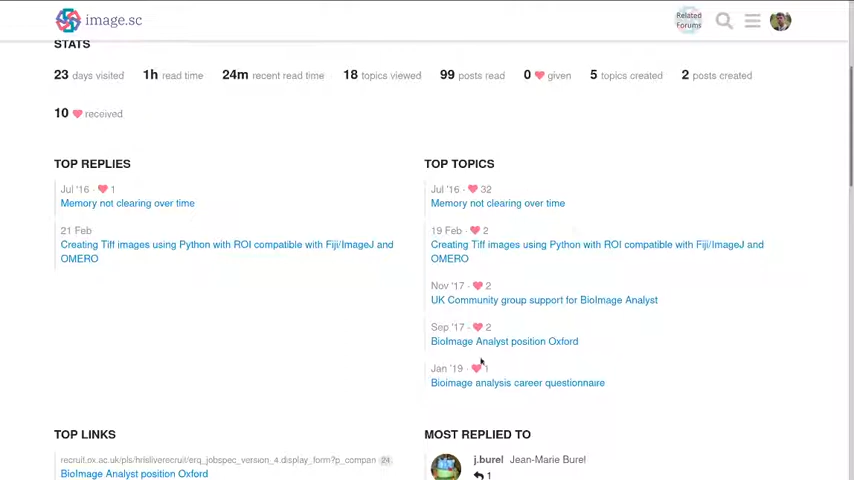 image.sc
Related
Forums
STATS
23 days visited 1h read time 24m recent read time 18 topics viewed 99 posts read 0 given 5 topics created 2 posts created
10 received
TOP REPLIES
Jul '16 · 1
Memory not clearing over time
21 Feb
Creating Tiff images using Python with ROI compatible with Fiji/ImageJ and
OMERO
TOP TOPICS
Jul '16 · 32
Memory not clearing over time
19 Feb · 2
Creating Tiff images using Python with ROI compatible with Fiji/ImageJ and
OMERO
Nov '17 · 2
UK Community group support for BioImage Analyst
Sep '17 · 2
BioImage Analyst position Oxford
Jan '19 · 1
Bioimage analysis career questionnaire
TOP LINKS
recruit.ox.ac.uk/pls/hrisliverecruit/erq_jobspec_version_4.display_form?p_compan 24
BioImage Analyst position Oxford
MOST REPLIED TO
j.burel Jean-Marie Burel
1